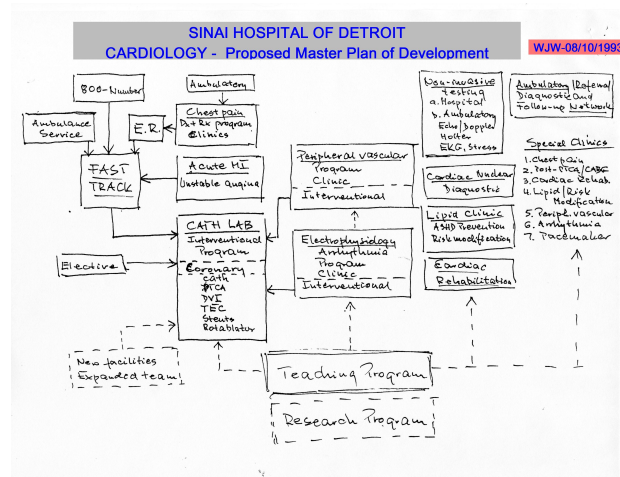 SINAI HOSPITAL OF DETROIT
CARDIOLOGY - Proposed Master Plan of Development
WJW-08/10/1993
800-Number
Ambulatory
Ambulance
Service
E.R.
Chest pain
Dx+Rx program
Clinics
FAST
TRACK
Acute MI
Unstable angina
CATH LAB
Interventional
Program
Coronary
Cath
PTCA
DVI
TEC
Stents
Rotablator
Elective
New facilities
Expanded team
Peripheral vascular
Program
Clinic
Interventional
Electrophysiology
Arrhythmia
Program
Clinic
Interventional
Teaching Program
Research Program
Non-invasive
testing
a. Hospital
b. Ambulatory
Echo/Doppler
Holter
EKG, Stress
Cardiac Nuclear
Diagnostic
Lipid Clinic
ASHD Prevention
Risk modification
Cardiac
Rehabilitation
Ambulatory/Referral
Diagnostic and
Follow-up Network
Special Clinics
1. Chest pain
2. Post-PTCA/CABG
3. Cardiac Rehab.
4. Lipid/Risk
Modification
5. Periph. vascular
6. Arrhythmia
7. Pacemaker